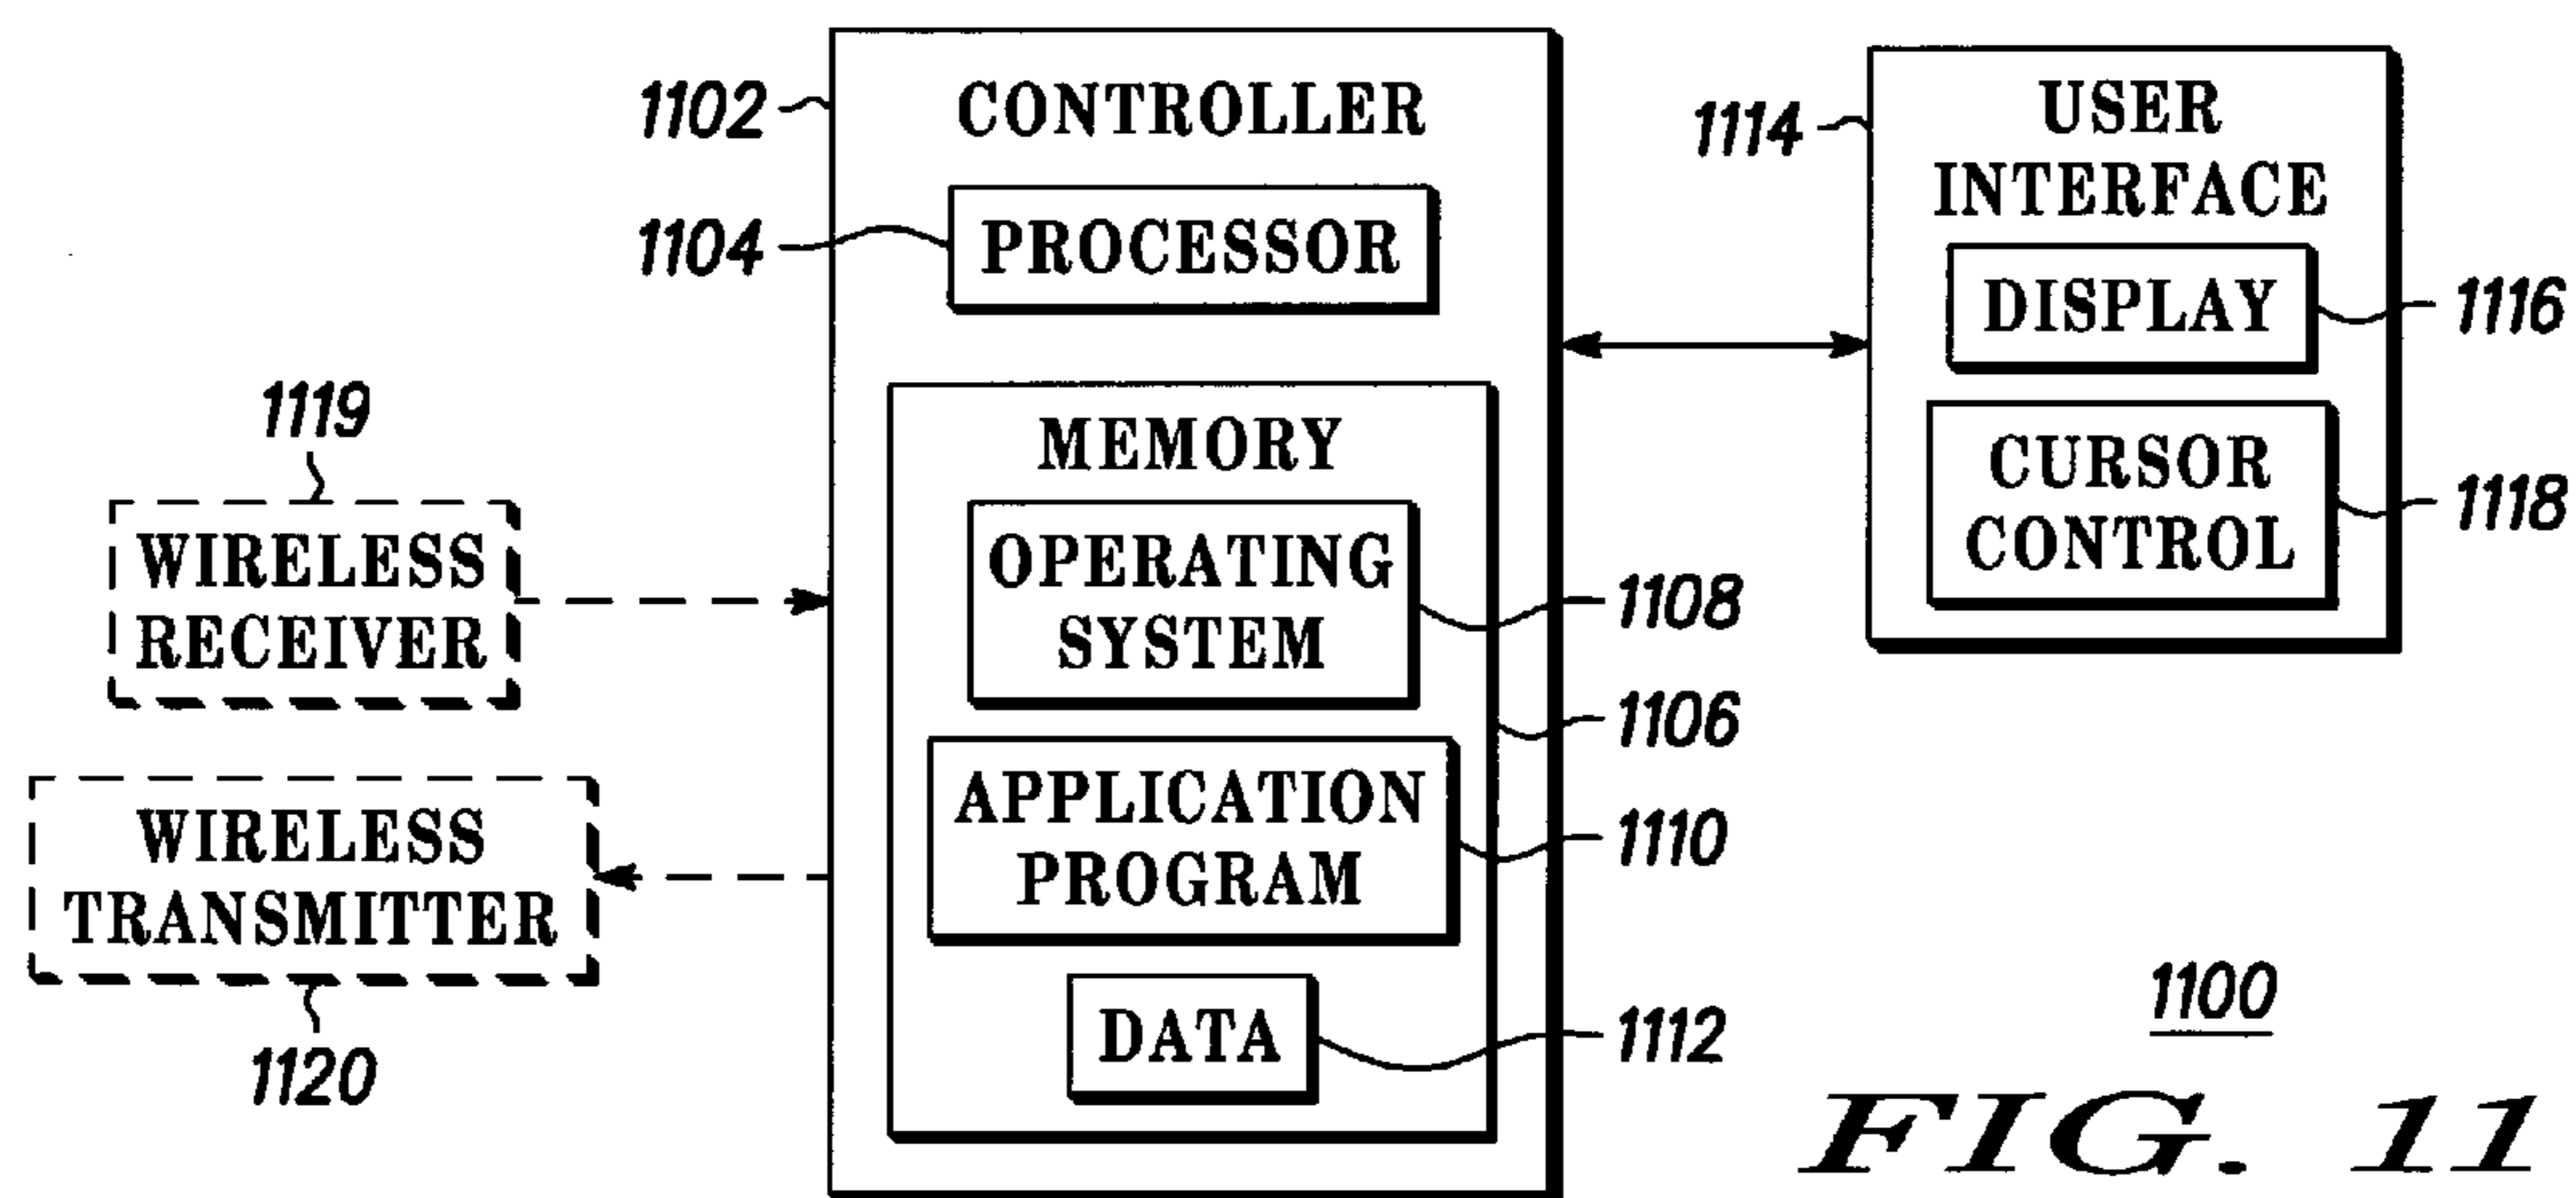 1102
CONTROLLER
1104
PROCESSOR
MEMORY
OPERATING
SYSTEM
1108
1106
APPLICATION
PROGRAM
1110
DATA
1112
1119
WIRELESS
RECEIVER
WIRELESS
TRANSMITTER
1120
1114
USER
INTERFACE
DISPLAY
1116
CURSOR
CONTROL
1118
1100
FIG. 11